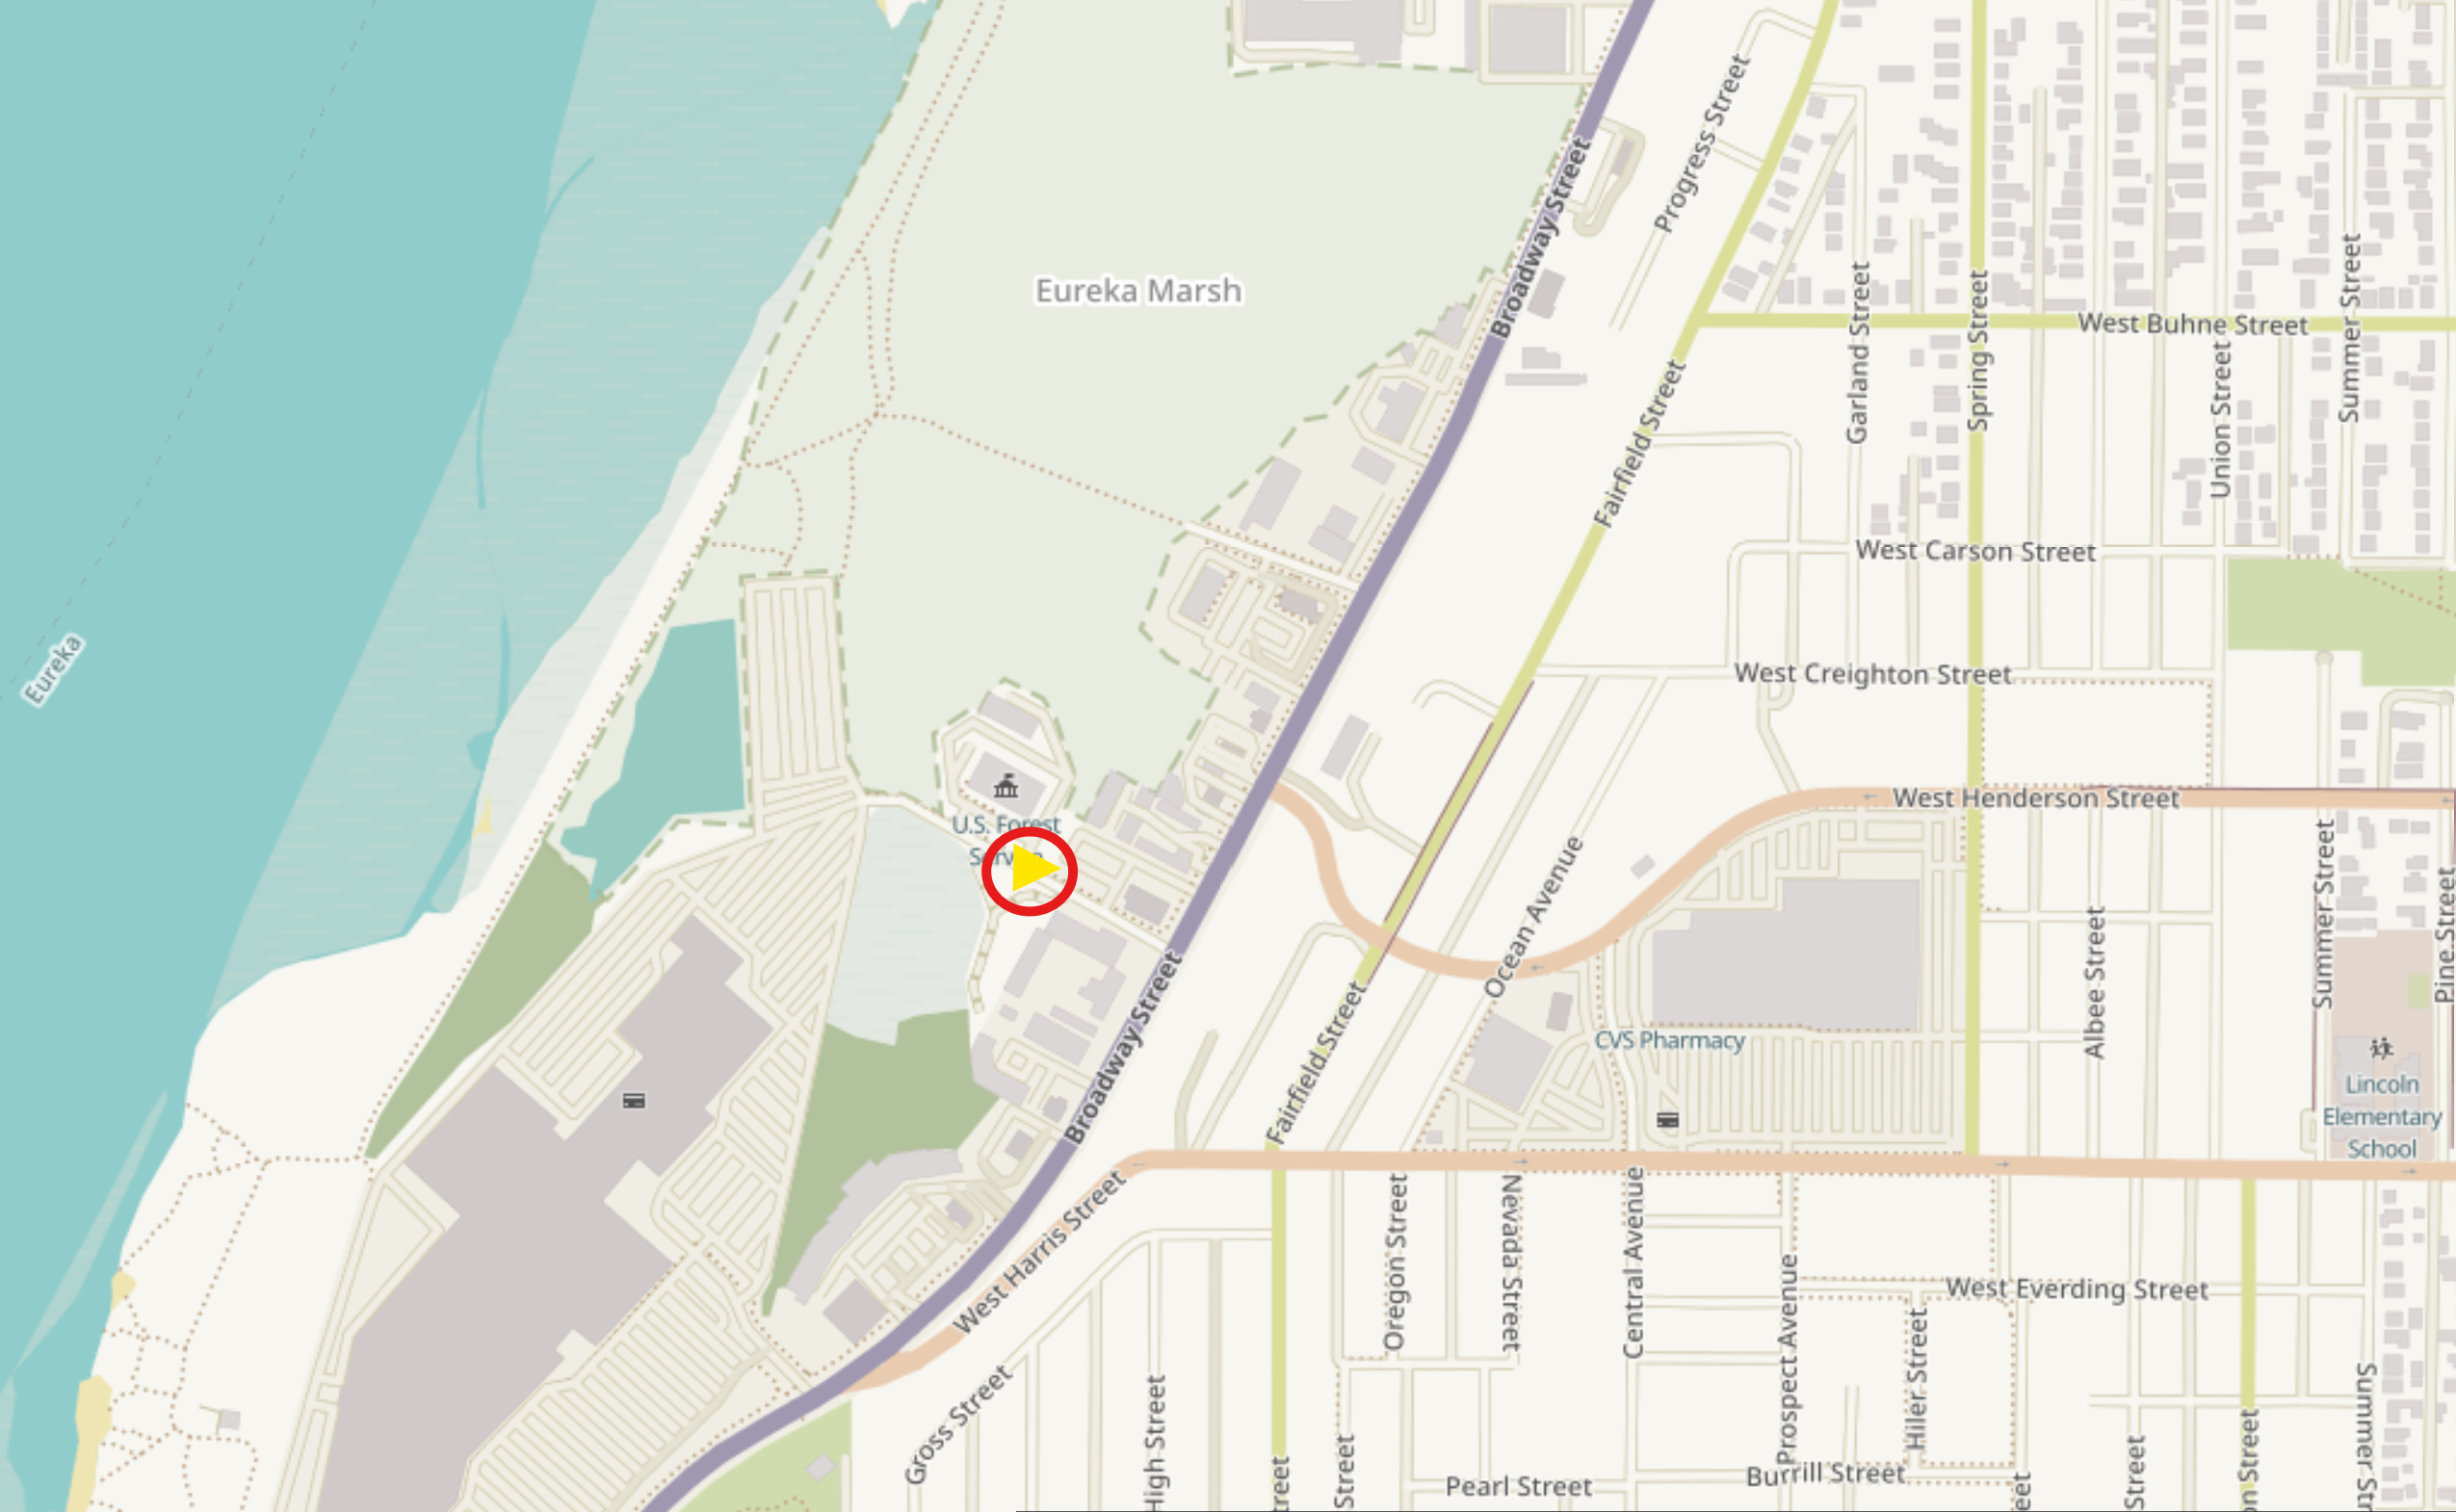 Progress Street
Broadway Street
Eureka Marsh
West Buhne Street
Garland Street
Spring Street
Union Street
Summer Street
Fairfield Street
West Carson Street
Eureka
West Creighton Street
West Henderson Street
U.S. Forest
Ocean Avenue
Summer Street
Pine Street
Albee Street
Broadway Street
Fairfield Street
CVS Pharmacy
Lincoln
Elementary
School
West Harris Street
Oregon Street
Nevada Street
Central Avenue
Prospect Avenue
West Everding Street
Hiler Street
Gross Street
High Street
Street
Pearl Street
Burrill Street
Street
Summer Str